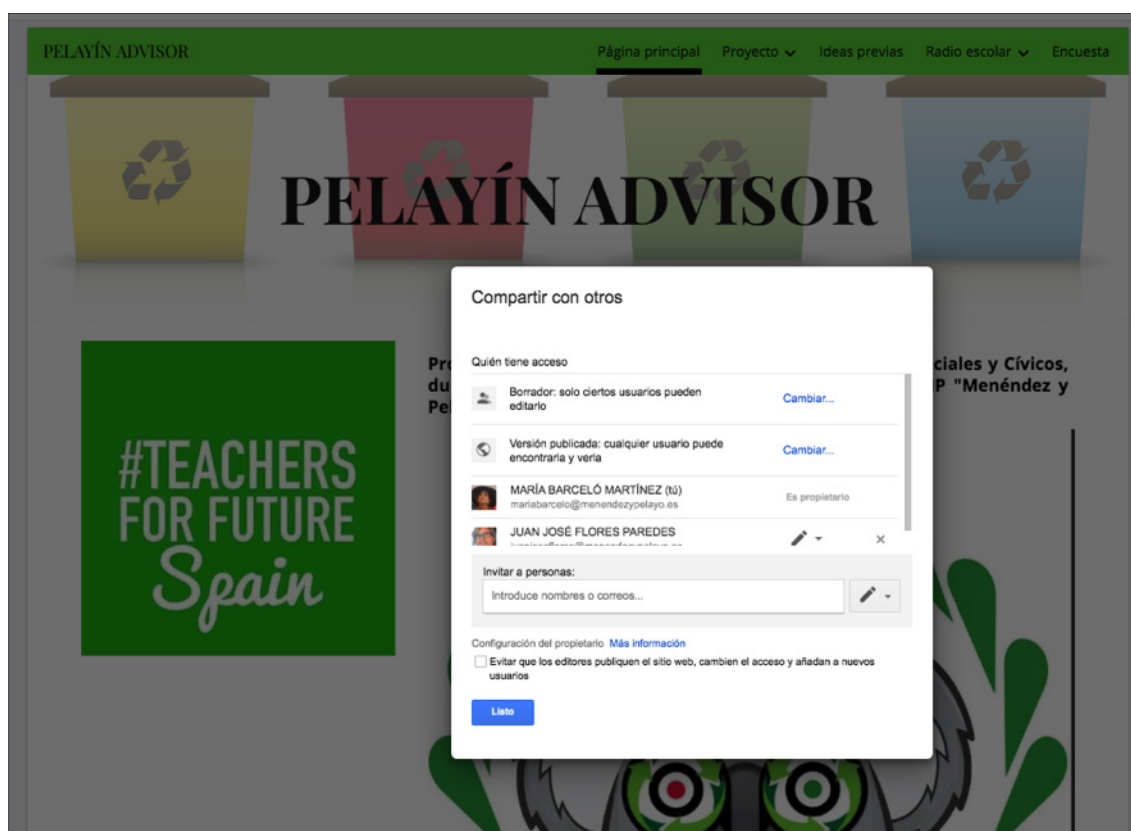 PELAYÍN ADVISOR
Página principal Proyecto Ideas previas Radio escolar Encuesta
PELAYÍN ADVISOR
Compartir con otros
Quién tiene acceso
Borrador: solo ciertos usuarios pueden
editarlo
Cambiar...
Versión publicada: cualquier usuario puede
encontrarla y verla
Cambiar...
MARÍA BARCELÓ MARTÍNEZ (tú)
mariabarcelo@menendezypelayo.es
Es propietario
JUAN JOSÉ FLORES PAREDES
Invitar a personas:
Introduce nombres o correos...
Configuración del propietario Más información
Evitar que los editores publiquen el sitio web, cambien el acceso y añadan a nuevos
usuarios
Listo
#TEACHERS
FOR FUTURE
Spain
ciales y Cívicos,
du P "Menéndez y
Pel